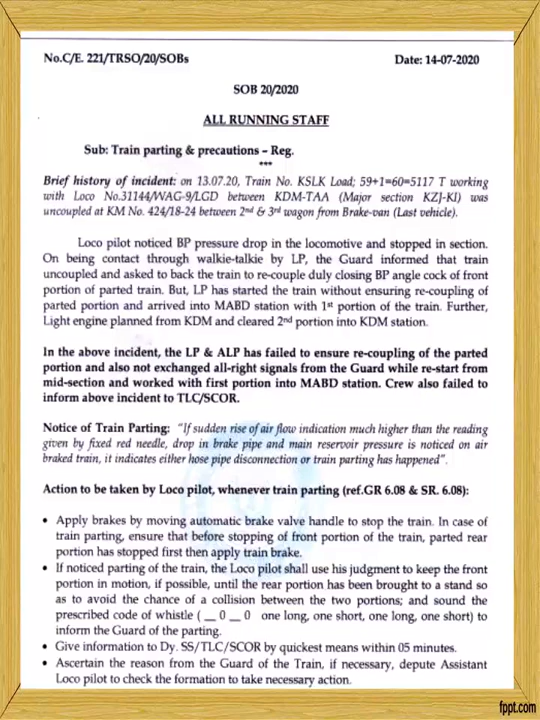 No.C/E. 221/TRSO/20/SOBs Date: 14-07-2020
SOB 20/2020
ALL RUNNING STAFF
Sub: Train parting & precautions – Reg.
***
Brief history of incident: on 13.07.20, Train No. KSLK Load; 59+1=60=5117 T working
with Loco No.31144/WAG-9/LGD between KDM-TAA (Major section KZJ-KI) was
uncoupled at KM No. 424/18-24 between 2nd & 3rd wagon from Brake-van (Last vehicle).
Loco pilot noticed BP pressure drop in the locomotive and stopped in section.
On being contact through walkie-talkie by LP, the Guard informed that train
uncoupled and asked to back the train to re-couple duly closing BP angle cock of front
portion of parted train. But, LP has started the train without ensuring re-coupling of
parted portion and arrived into MABD station with 1st portion of the train. Further,
Light engine planned from KDM and cleared 2nd portion into KDM station.
In the above incident, the LP & ALP has failed to ensure re-coupling of the parted
portion and also not exchanged all-right signals from the Guard while re-start from
mid-section and worked with first portion into MABD station. Crew also failed to
inform above incident to TLC/SCOR.
Notice of Train Parting: "If sudden rise of air flow indication much higher than the reading
given by fixed red needle, drop in brake pipe and main reservoir pressure is noticed on air
braked train, it indicates either hose pipe disconnection or train parting has happened".
Action to be taken by Loco pilot, whenever train parting (ref.GR 6.08 & SR. 6.08):
• Apply brakes by moving automatic brake valve handle to stop the train. In case of
train parting, ensure that before stopping of front portion of the train, parted rear
portion has stopped first then apply train brake.
• If noticed parting of the train, the Loco pilot shall use his judgment to keep the front
portion in motion, if possible, until the rear portion has been brought to a stand so
as to avoid the chance of a collision between the two portions; and sound the
prescribed code of whistle ( __ 0 __ 0 one long, one short, one long, one short) to
inform the Guard of the parting.
• Give information to Dy. SS/TLC/SCOR by quickest means within 05 minutes.
• Ascertain the reason from the Guard of the Train, if necessary, depute Assistant
Loco pilot to check the formation to take necessary action.
fppt.com